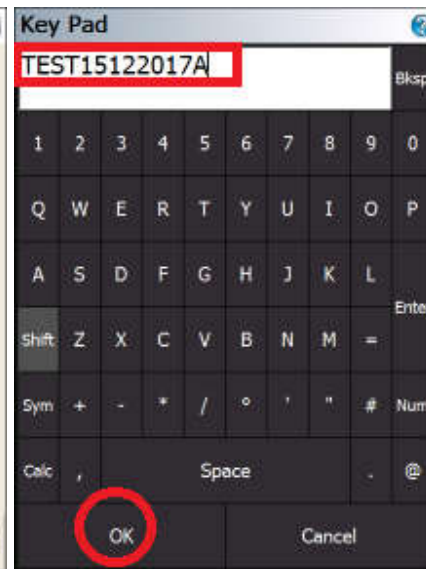 Key Pad ?
TEST15122017A
Bksp
1 2 3 4 5 6 7 8 9 0
Q W E R T Y U I O P
A S D F G H J K L
Enter
Shift Z X C V B N M =
Sym + - * / ° ' " # Num
Calc , Space . @
OK Cancel